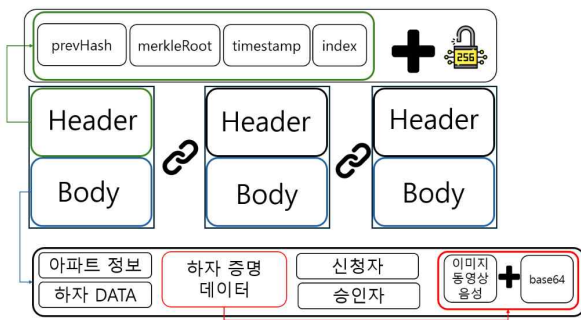 prevHash merkleRoot timestamp index 256
Header Header Header
Body Body Body
아파트 정보
하자 DATA
하자 증명
데이터
신청자
승인자
이미지
동영상
음성
base64